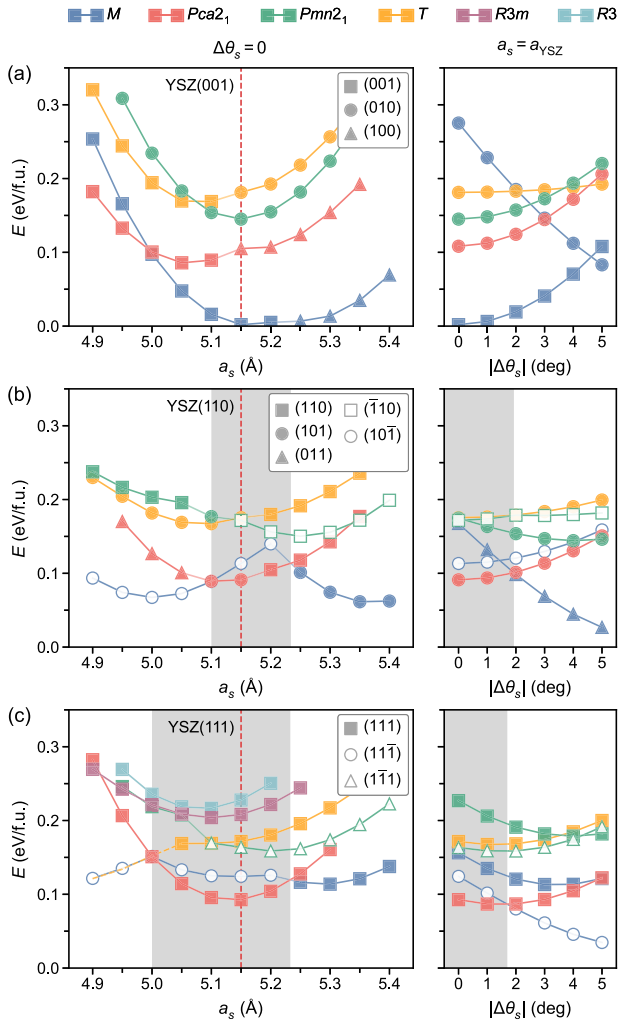 M Pca2₁ Pmn2₁ T R3m R3
Δθₛ = 0 aₛ = a_YSZ
(a)
YSZ(001)
(001)
(010)
(100)
E (eV/f.u.)
0.3
0.2
0.1
0.0
4.9 5.0 5.1 5.2 5.3 5.4
aₛ (Å)
0 1 2 3 4 5
|Δθₛ| (deg)
(b)
YSZ(110)
(110) (1̅10)
(101) (101̅)
(011)
E (eV/f.u.)
0.3
0.2
0.1
0.0
4.9 5.0 5.1 5.2 5.3 5.4
aₛ (Å)
0 1 2 3 4 5
|Δθₛ| (deg)
(c)
YSZ(111)
(111)
(111̅)
(11̅1)
E (eV/f.u.)
0.3
0.2
0.1
0.0
4.9 5.0 5.1 5.2 5.3 5.4
aₛ (Å)
0 1 2 3 4 5
|Δθₛ| (deg)